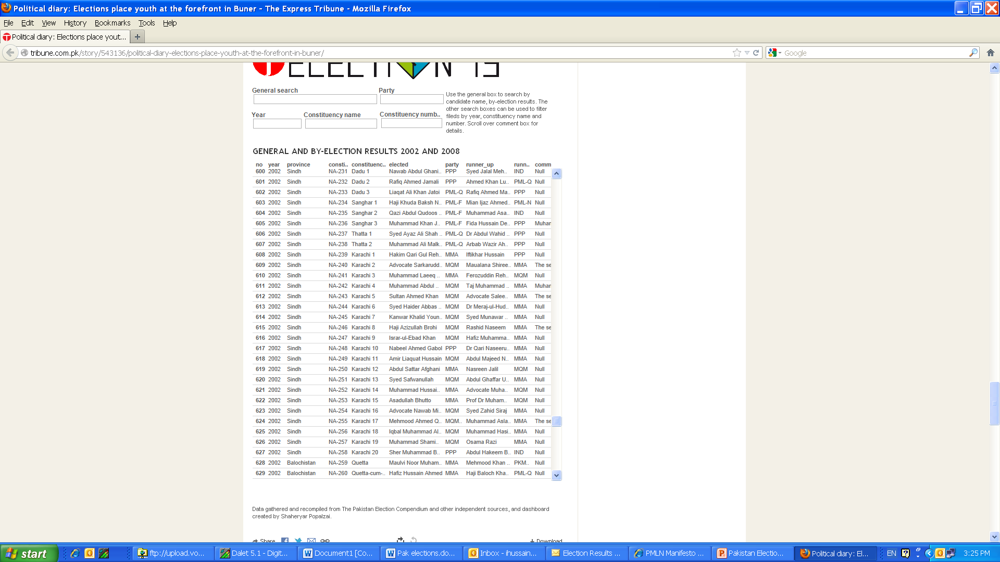 Political diary: Elections place youth at the forefront in Buner - The Express Tribune - Mozilla Firefox
File Edit View History Bookmarks Tools Help
Political diary: Elections place yout...
tribune.com.pk/story/543136/political-diary-elections-place-youth-at-the-forefront-in-buner/ Google
General search Party
Year Constituency name Constituency numb..
Use the general box to search by
candidate name, by-election results. The
other search boxes can be used to filter
fileds by year, constituency name and
number. Scroll over comment box for
details.
GENERAL AND BY-ELECTION RESULTS 2002 AND 2008
no year province consti.. constituenc.. elected party runner_up runn.. comm
600 2002 Sindh NA-231 Dadu 1 Nawab Abdul Ghani.. PPP Syed Jalal Meh.. IND Null
601 2002 Sindh NA-232 Dadu 2 Rafiq Ahmed Jamali PPP Ahmed Khan Lu.. PML-Q Null
602 2002 Sindh NA-233 Dadu 3 Liaqat Ali Khan Jatoi PML-Q Rafiq Ahmed Ma.. PPP Null
603 2002 Sindh NA-234 Sanghar 1 Haji Khuda Baksh N.. PML-F Mian Ijaz Ahmed.. PML-N Null
604 2002 Sindh NA-235 Sanghar 2 Qazi Abdul Qudoos .. PML-F Muhammad Asa.. IND Null
605 2002 Sindh NA-236 Sanghar 3 Muhammad Khan J.. PML-F Fida Hussain De.. PPP Muhar
606 2002 Sindh NA-237 Thatta 1 Syed Ayaz Ali Shah .. PML-Q Dr Abdul Wahid .. PPP Null
607 2002 Sindh NA-238 Thatta 2 Muhammad Ali Malk.. PML-Q Arbab Wazir Ah.. PPP Null
608 2002 Sindh NA-239 Karachi 1 Hakim Qari Gul Reh.. MMA Iftikhar Hussain PPP Null
609 2002 Sindh NA-240 Karachi 2 Advocate Sarkarudd.. MQM Maualana Shiree.. MMA The se
610 2002 Sindh NA-241 Karachi 3 Muhammad Laeeq .. MMA Ferozuddin Reh.. MQM Null
611 2002 Sindh NA-242 Karachi 4 Muhammad Abdul .. MQM Taj Muhammad .. MMA Muhar
612 2002 Sindh NA-243 Karachi 5 Sultan Ahmed Khan MQM Advocate Salee.. MMA The se
613 2002 Sindh NA-244 Karachi 6 Syed Haider Abbas .. MQM Dr Meraj-ul-Hud.. MMA Null
614 2002 Sindh NA-245 Karachi 7 Kanwar Khalid Youn.. MQM Syed Munawar .. MMA Null
615 2002 Sindh NA-246 Karachi 8 Haji Azizullah Brohi MQM Rashid Naseem MMA The se
616 2002 Sindh NA-247 Karachi 9 Israr-ul-Ebad Khan MQM Hafiz Muhamma.. MMA Null
617 2002 Sindh NA-248 Karachi 10 Nabeel Ahmed Gabol PPP Dr Qari Naseeru.. MMA Null
618 2002 Sindh NA-249 Karachi 11 Amir Liaquat Hussain MQM Abdul Majeed N.. MMA Null
619 2002 Sindh NA-250 Karachi 12 Abdul Sattar Afghani MMA Nasreen Jalil MQM Null
620 2002 Sindh NA-251 Karachi 13 Syed Safwanullah MQM Abdul Ghaffar U.. MMA Null
621 2002 Sindh NA-252 Karachi 14 Muhammad Hussai.. MMA Advocate Muha.. MQM Null
622 2002 Sindh NA-253 Karachi 15 Asadullah Bhutto MMA Prof Dr Muham.. MQM Null
623 2002 Sindh NA-254 Karachi 16 Advocate Nawab Mi.. MQM Syed Zahid Siraj MMA Null
624 2002 Sindh NA-255 Karachi 17 Mehmood Ahmed Q.. MQM.. Muhammad Asla.. MMA The se
625 2002 Sindh NA-256 Karachi 18 Iqbal Muhammad Al.. MQM Muhammad Hasi.. MMA Null
626 2002 Sindh NA-257 Karachi 19 Muhammad Shami.. MQM Osama Razi MMA Null
627 2002 Sindh NA-258 Karachi 20 Sher Muhammad B.. PPP Abdul Hakeem B.. IND Null
628 2002 Balochistan NA-259 Quetta Maulvi Noor Muham.. MMA Mehmood Khan .. PKM.. Null
629 2002 Balochistan NA-260 Quetta-cum-.. Hafiz Hussain Ahmed MMA Haji Baloch Kha.. PML-Q Null
Data gathered and recompiled from The Pakistan Election Compendium and other independent sources, and dashboard
created by Shaheryar Popalzai.
Share Download
start ftp://upload.vo... Dalet 5.1 - Digit... Document1 [Co... Pak elections.do... Inbox - ihussain... Election Results ... PMLN Manifesto ... Pakistan Electio... Political diary: El... EN 3:25 PM